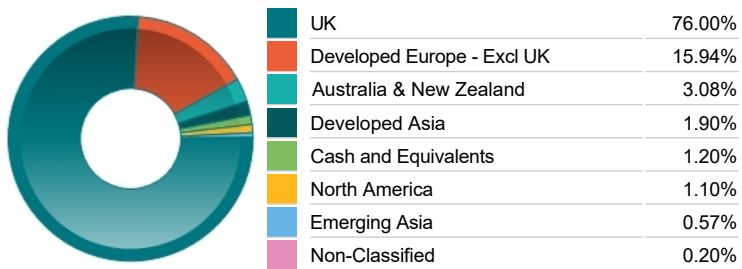 UK 76.00%
Developed Europe - Excl UK 15.94%
Australia & New Zealand 3.08%
Developed Asia 1.90%
Cash and Equivalents 1.20%
North America 1.10%
Emerging Asia 0.57%
Non-Classified 0.20%